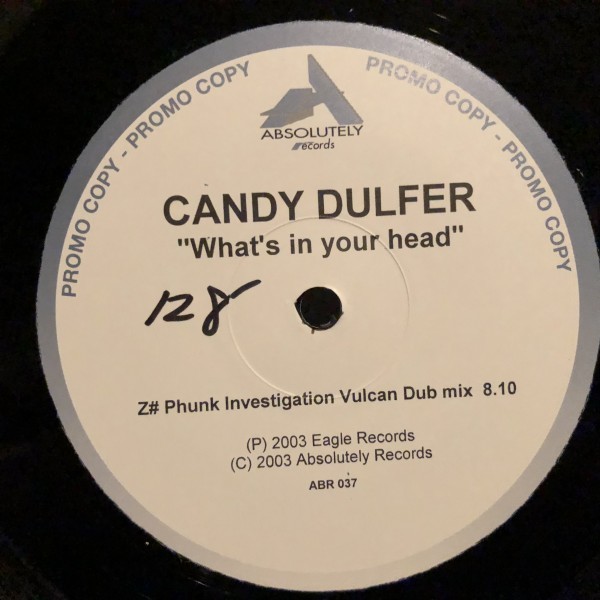 PROMO COPY - PROMO COPY
PROMO COPY - PROMO COPY
ABSOLUTELY
records
CANDY DULFER
"What's in your head"
128
Z# Phunk Investigation Vulcan Dub mix 8.10
(P) 2003 Eagle Records
(C) 2003 Absolutely Records
ABR 037